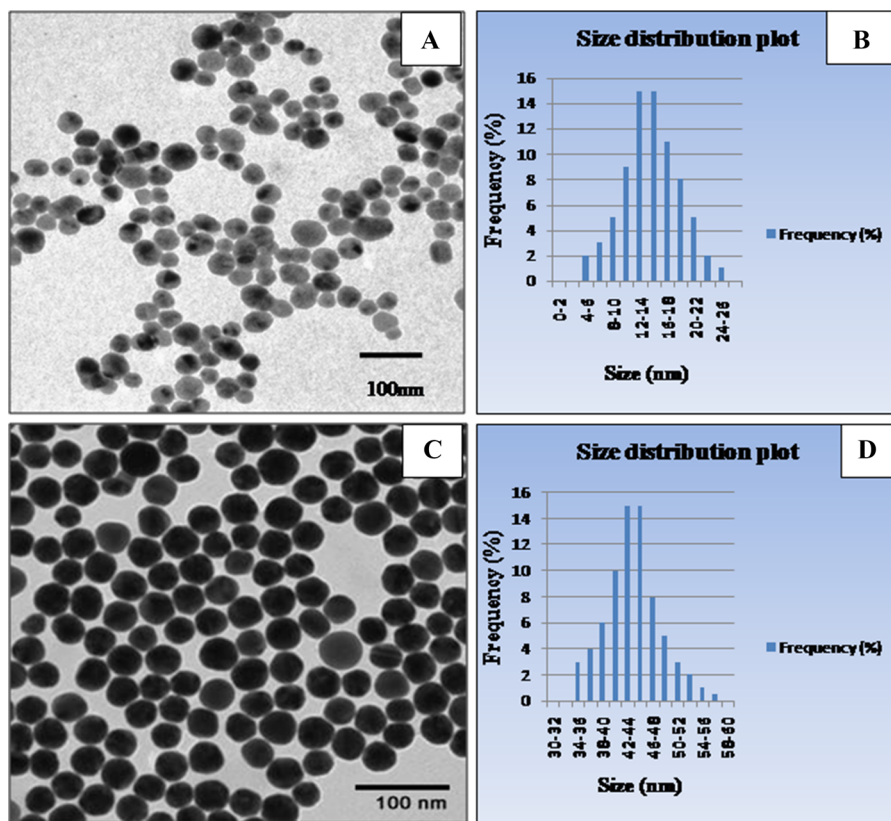 A
100nm
Size distribution plot
B
Frequency (%)
16
14
12
10
8
6
4
2
0
0-2
4-6
8-10
12-14
16-18
20-22
24-26
Size (nm)
Frequency (%)
C
100 nm
Size distribution plot
D
Frequency (%)
16
14
12
10
8
6
4
2
0
30-32
34-36
38-40
42-44
46-48
50-52
54-56
58-60
Size (nm)
Frequency (%)